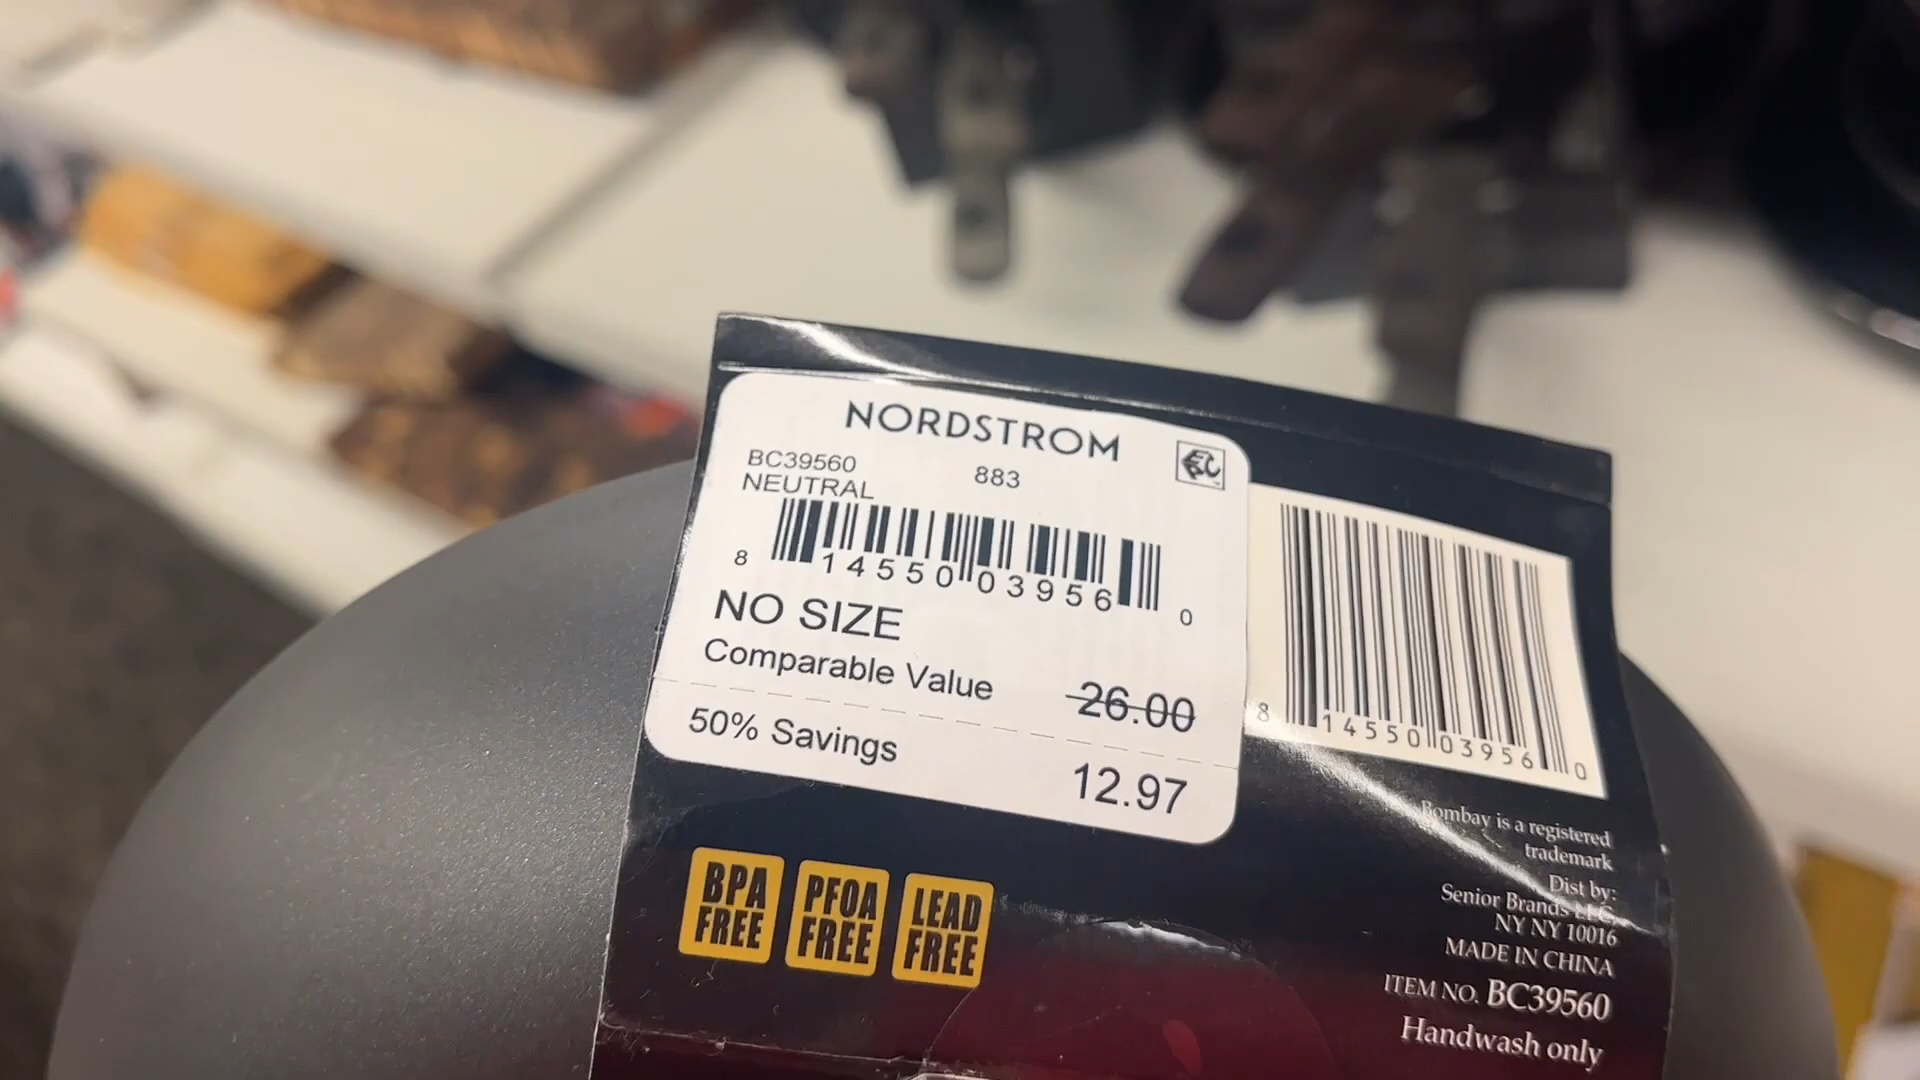 NORDSTROM
BC39560
883
NEUTRAL
8 14550 03956 0
NO SIZE
Comparable Value 26.00
50% Savings 12.97
8 14550 03956 0
BPA FREE
PFOA FREE
LEAD FREE
Bombay is a registered
trademark
Dist by:
Senior Brands LLC,
NY NY 10016
MADE IN CHINA
ITEM NO. BC39560
Handwash only